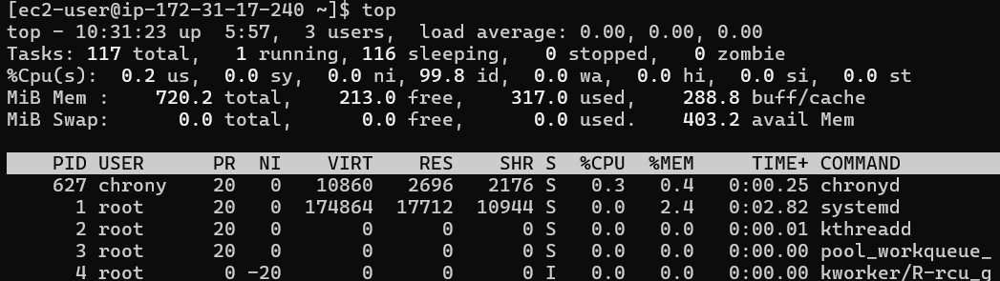 [ec2-user@ip-172-31-17-240 ~]$ top
top - 10:31:23 up  5:57,  3 users,  load average: 0.00, 0.00, 0.00
Tasks: 117 total,   1 running, 116 sleeping,   0 stopped,   0 zombie
%Cpu(s):  0.2 us,  0.0 sy,  0.0 ni, 99.8 id,  0.0 wa,  0.0 hi,  0.0 si,  0.0 st
MiB Mem :    720.2 total,    213.0 free,    317.0 used,    288.8 buff/cache
MiB Swap:      0.0 total,      0.0 free,      0.0 used.    403.2 avail Mem
PID USER      PR  NI    VIRT    RES    SHR S  %CPU  %MEM     TIME+ COMMAND
627 chrony    20   0   10860   2696   2176 S   0.3   0.4   0:00.25 chronyd
1 root      20   0  174864  17712  10944 S   0.0   2.4   0:02.82 systemd
2 root      20   0       0      0      0 S   0.0   0.0   0:00.01 kthreadd
3 root      20   0       0      0      0 S   0.0   0.0   0:00.00 pool_workqueue_
4 root       0 -20       0      0      0 I   0.0   0.0   0:00.00 kworker/R-rcu_g